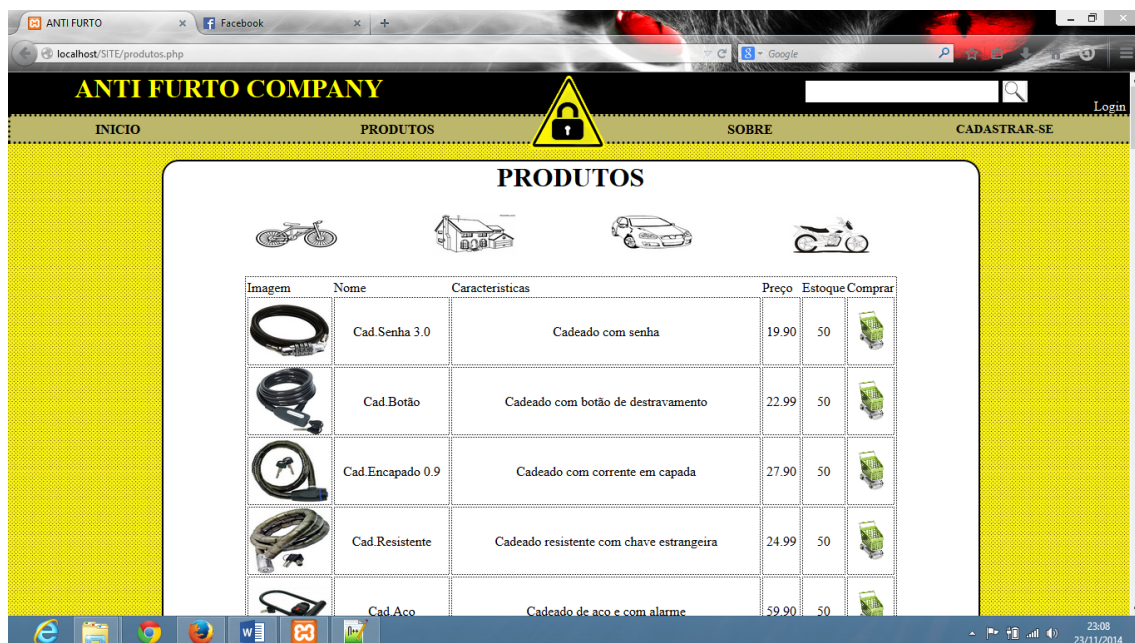 ANTI FURTO
Facebook
localhost/SITE/produtos.php
Google
ANTI FURTO COMPANY
Login
INICIO PRODUTOS SOBRE CADASTRAR-SE
PRODUTOS
Imagem Nome Caracteristicas Preço Estoque Comprar
Cad.Senha 3.0 Cadeado com senha 19.90 50
Cad.Botão Cadeado com botão de destravamento 22.99 50
Cad.Encapado 0.9 Cadeado com corrente em capada 27.90 50
Cad.Resistente Cadeado resistente com chave estrangeira 24.99 50
Cad.Aco Cadeado de aco e com alarme 59.90 50
23:08
23/11/2014